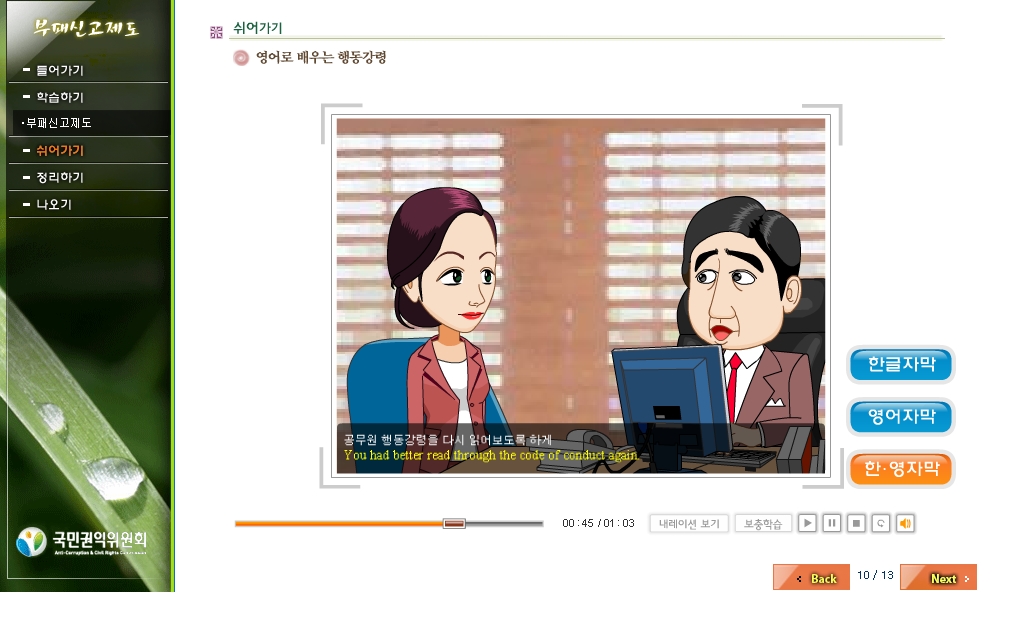 부패신고제도
들어가기
학습하기
·부패신고제도
쉬어가기
정리하기
나오기
국민권익위원회
Anti-Corruption & Civil Rights Commission
쉬어가기
영어로 배우는 행동강령
공무원 행동강령을 다시 읽어보도록 하게
You had better read through the code of conduct again.
한글자막
영어자막
한·영자막
00:45 / 01:03
내레이션 보기
보충학습
Back
10 / 13
Next